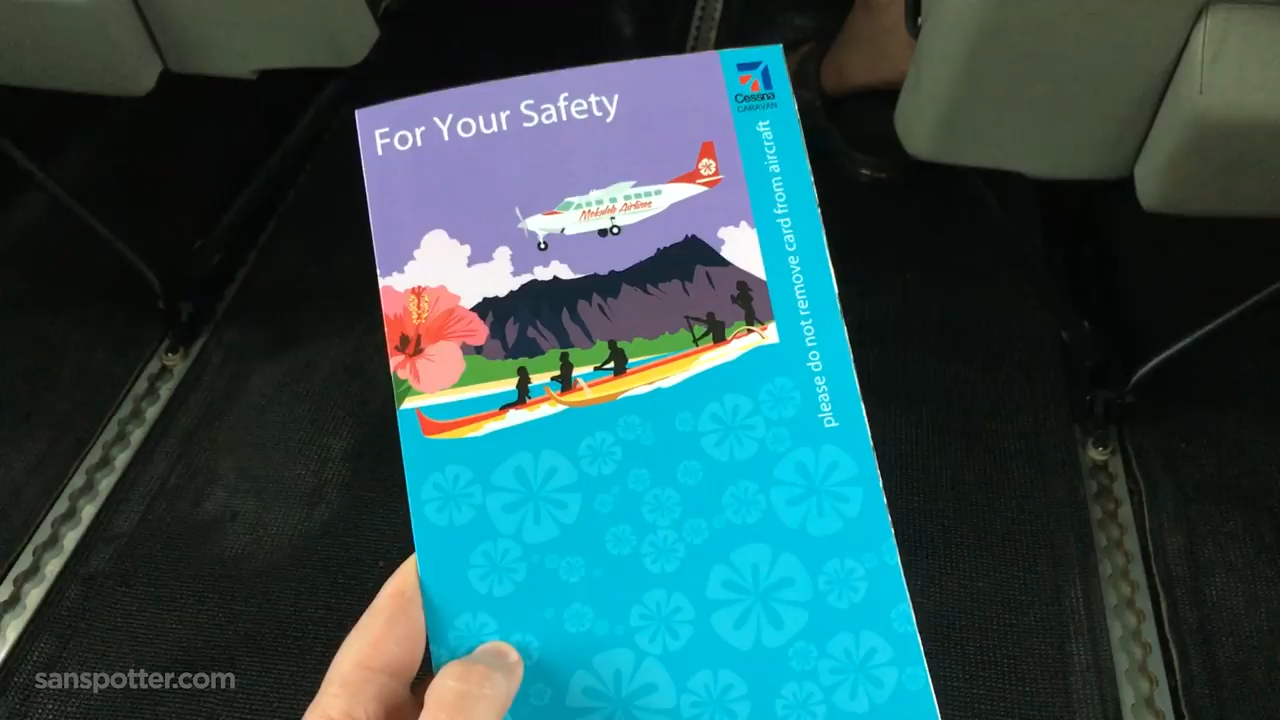 For Your Safety
Cessna
CARAVAN
please do not remove card from aircraft
Mokulele Airlines
sanspotter.com